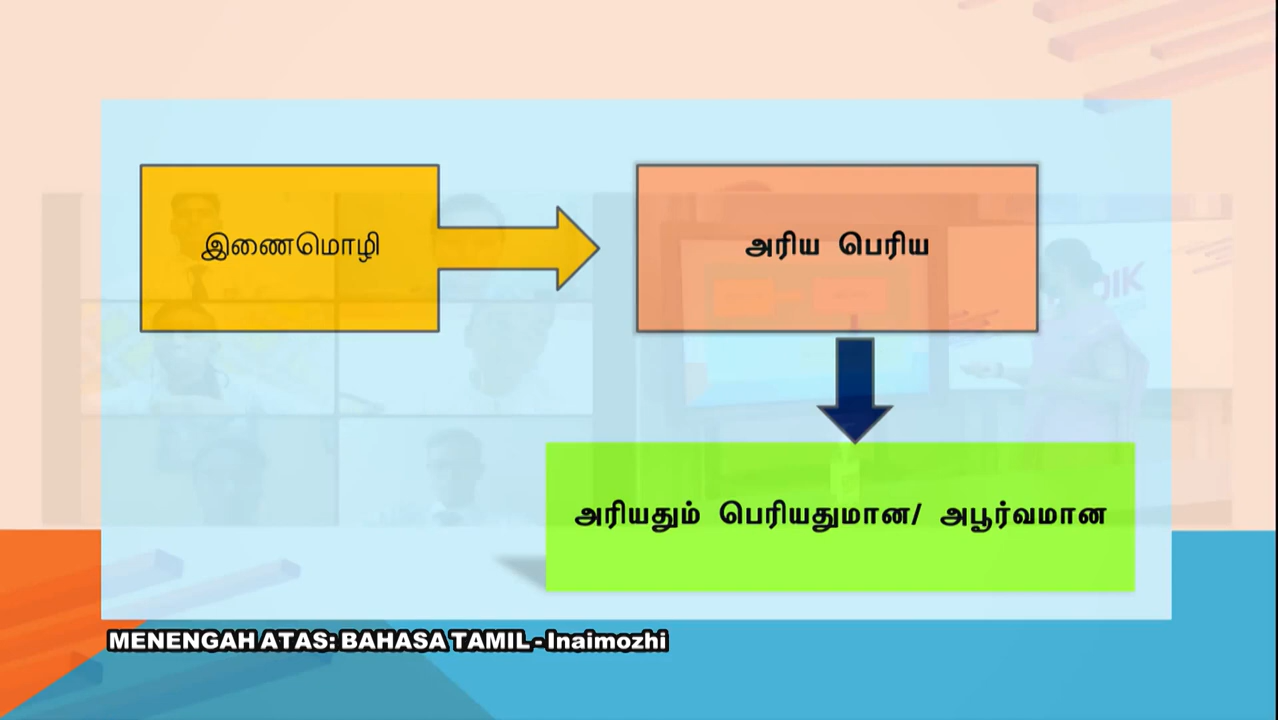 இணைமொழி
அரிய பெரிய
அரியதும் பெரியதுமான/ அபூர்வமான
MENENGAH ATAS: BAHASA TAMIL - Inaimozhi